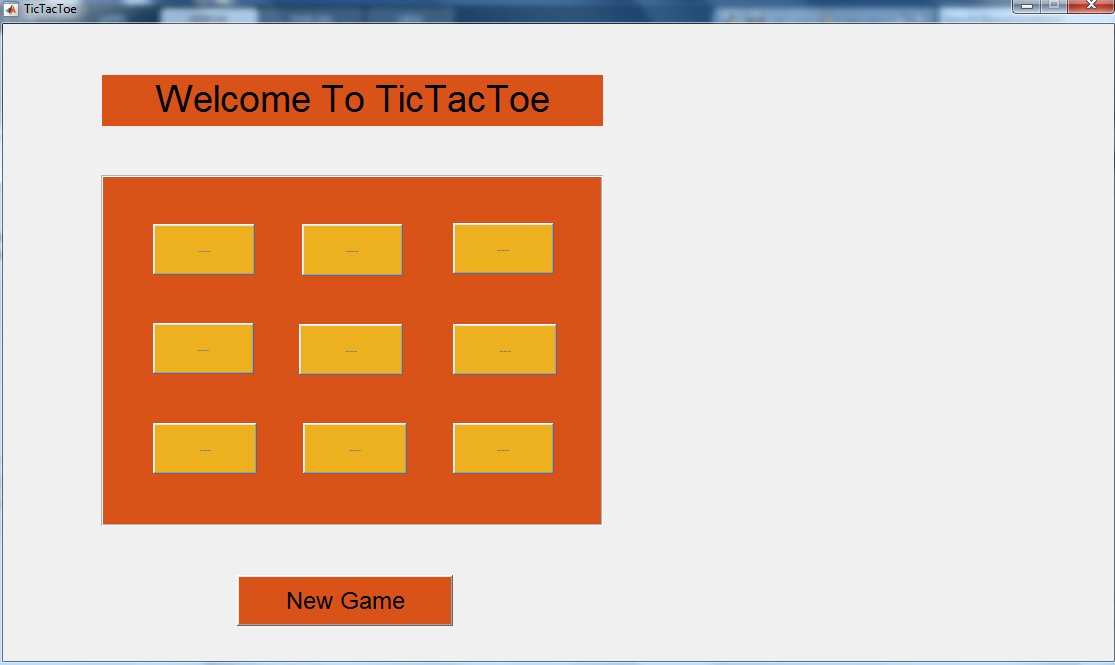 TicTacToe
Welcome To TicTacToe
--- --- ---
--- --- ---
--- --- ---
New Game